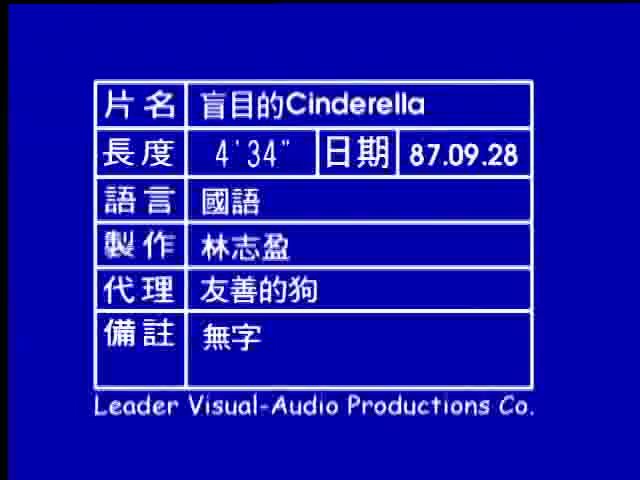 片名 盲目的Cinderella
長度 4'34" 日期 87.09.28
語言 國語
製作 林志盈
代理 友善的狗
備註 無字
Leader Visual-Audio Productions Co.